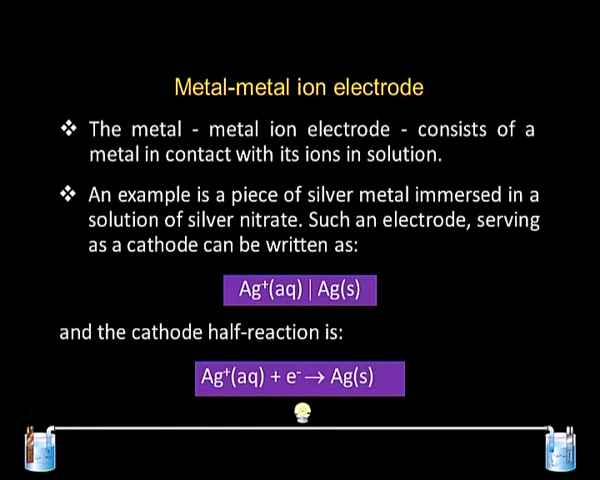 Metal-metal ion electrode
❖ The metal - metal ion electrode - consists of a
metal in contact with its ions in solution.
❖ An example is a piece of silver metal immersed in a
solution of silver nitrate. Such an electrode, serving
as a cathode can be written as:
Ag⁺(aq) | Ag(s)
and the cathode half-reaction is:
Ag⁺(aq) + e⁻ → Ag(s)